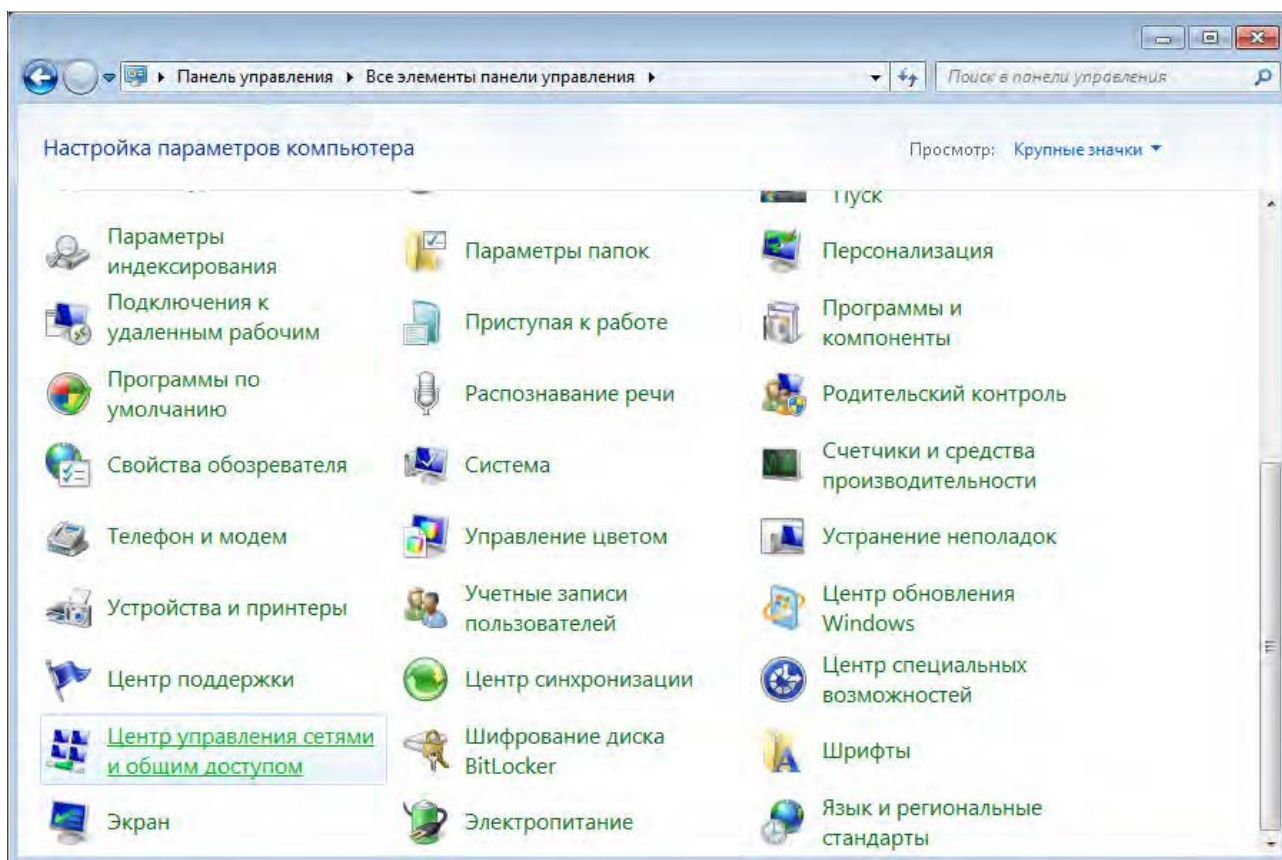 Панель управления ▸ Все элементы панели управления ▸
Поиск в панели управления
Настройка параметров компьютера
Просмотр: Крупные значки
Пуск
Параметры
индексирования
Параметры папок
Персонализация
Подключения к
удаленным рабочим
Приступая к работе
Программы и
компоненты
Программы по
умолчанию
Распознавание речи
Родительский контроль
Свойства обозревателя
Система
Счетчики и средства
производительности
Телефон и модем
Управление цветом
Устранение неполадок
Устройства и принтеры
Учетные записи
пользователей
Центр обновления
Windows
Центр поддержки
Центр синхронизации
Центр специальных
возможностей
Центр управления сетями
и общим доступом
Шифрование диска
BitLocker
Шрифты
Экран
Электропитание
Язык и региональные
стандарты